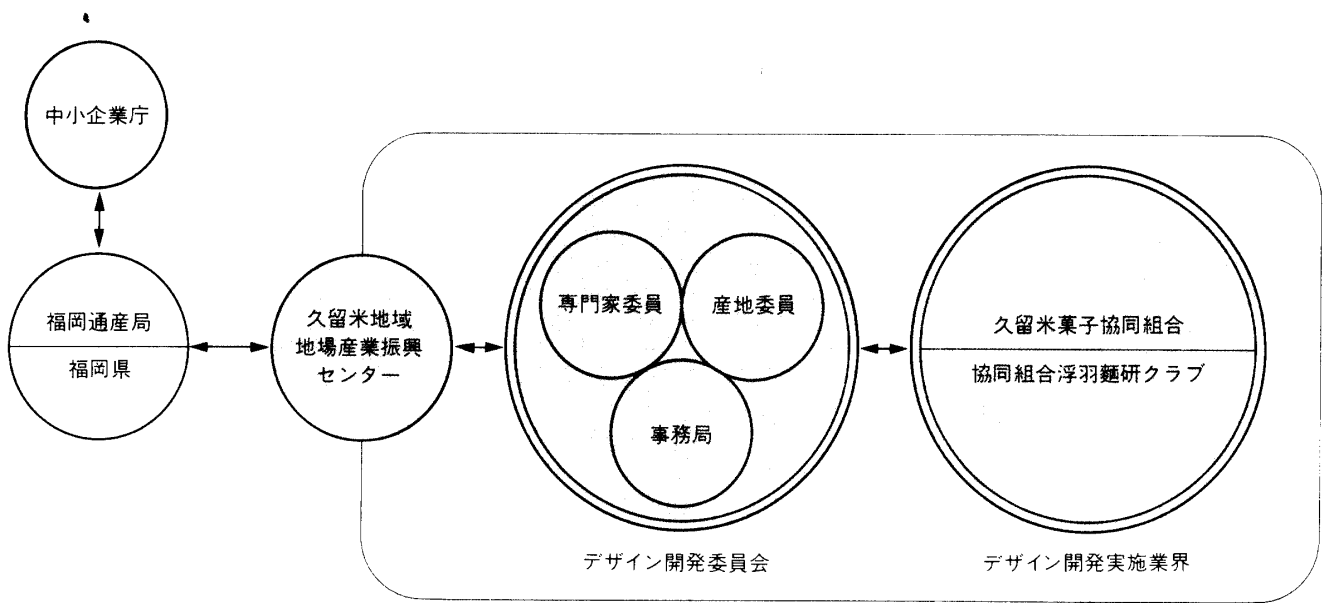 中小企業庁
福岡通産局
福岡県
久留米地域
地場産業振興
センター
専門家委員
産地委員
事務局
デザイン開発委員会
久留米菓子協同組合
協同組合浮羽麵研クラブ
デザイン開発実施業界